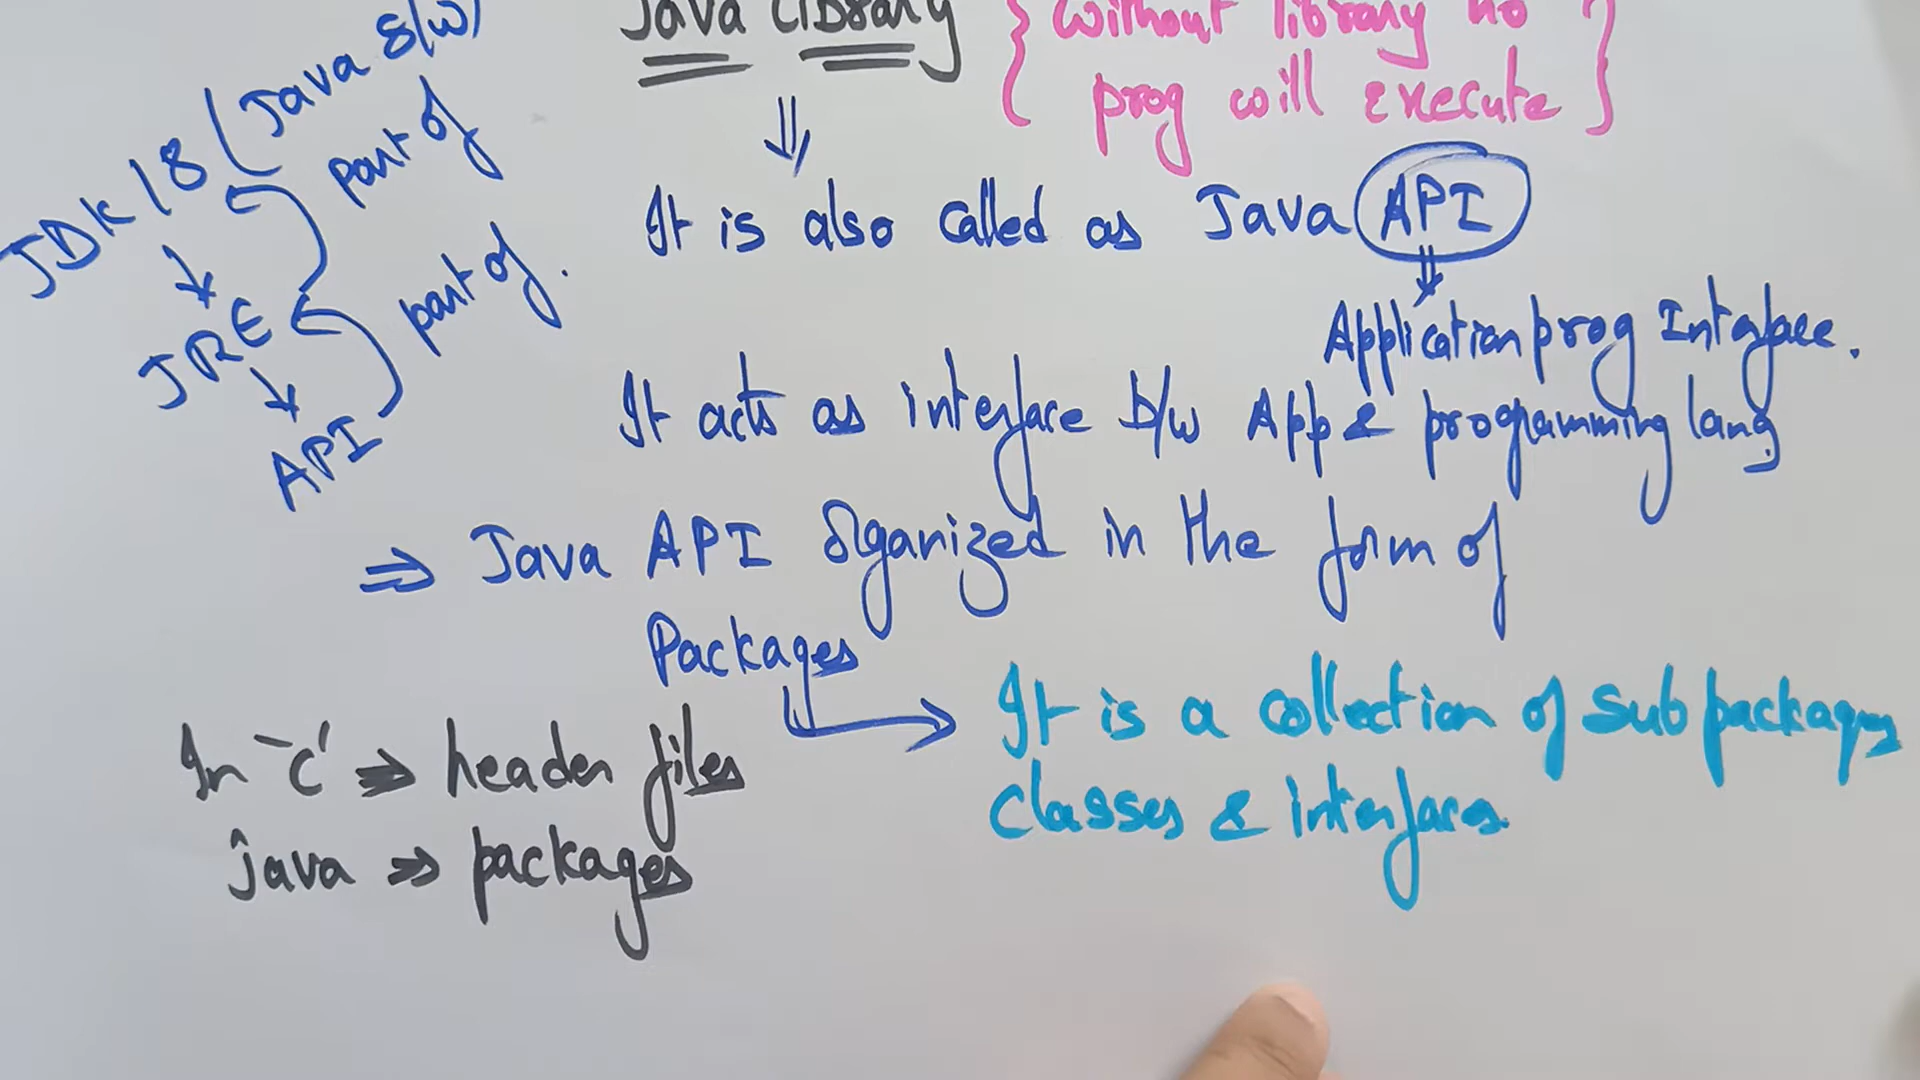 Java Library
{ Without library no
prog will execute }
JDK 18 (Java S/W)
part of
JRE
part of.
API
It is also called as Java API
Application prog Interface.
It acts as interface b/w App & programming lang
⇒ Java API Organized in the form of
Packages
It is a collection of sub packages
classes & interfaces.
In 'c' ⇒ header files
java ⇒ packages